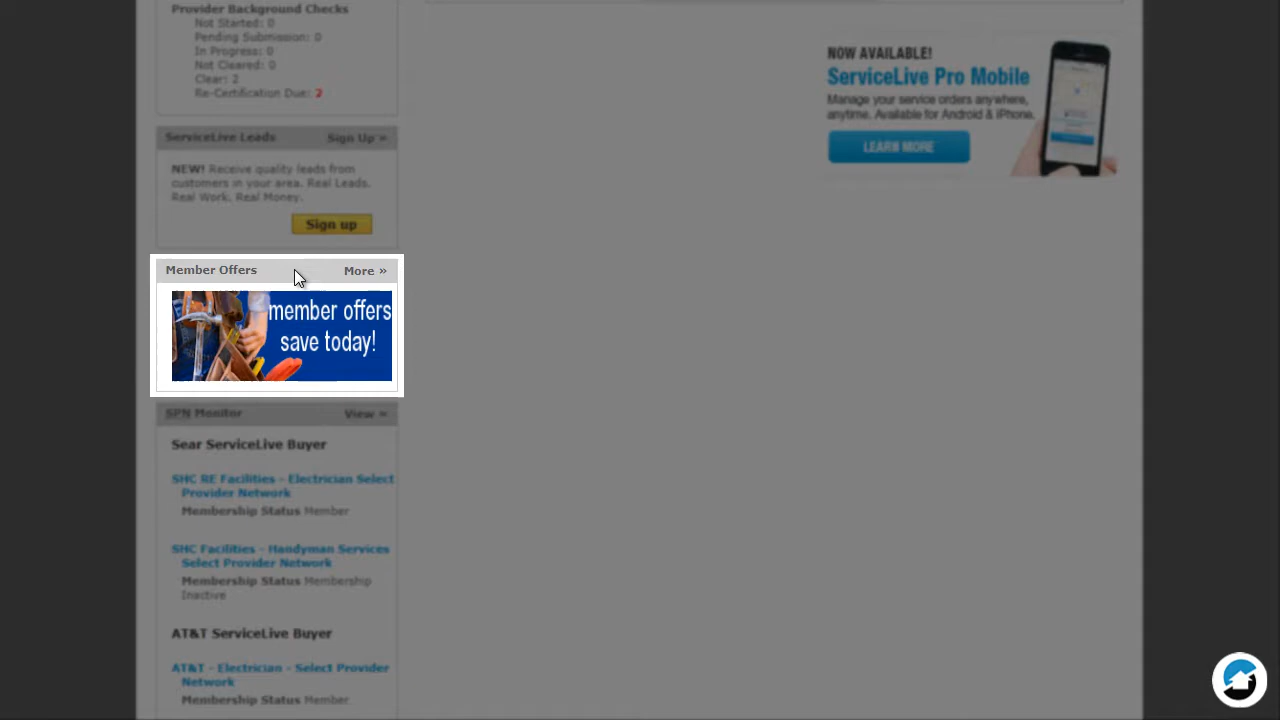 Provider Background Checks
Not Started: 0
Pending Submission: 0
In Progress: 0
Not Cleared: 0
Clear: 2
Re-Certification Due: 2
ServiceLive Leads Sign Up »
NEW! Receive quality leads from
customers in your area. Real Leads.
Real Work. Real Money.
Sign up
Member Offers More »
member offers
save today!
SPN Monitor View »
Sear ServiceLive Buyer
SHC RE Facilities - Electrician Select
Provider Network
Membership Status Member
SHC Facilities - Handyman Services
Select Provider Network
Membership Status Membership
Inactive
AT&T ServiceLive Buyer
AT&T - Electrician - Select Provider
Network
Membership Status Member
NOW AVAILABLE!
ServiceLive Pro Mobile
Manage your service orders anywhere,
anytime. Available for Android & iPhone.
LEARN MORE